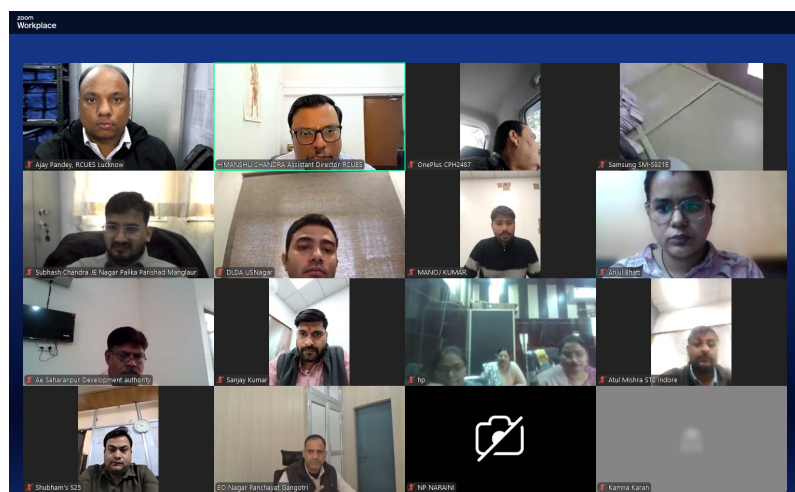 zoom
Workplace
Ajay Pandey, RCUES Lucknow
HIMANSHU CHANDRA Assistant Director RCUES
OnePlus CPH2487
Samsung SM-S921E
Subhash Chandra JE Nagar Palika Parishad Manglaur
DLDA USNagar
MANOJ KUMAR
Anjul Bhatt
Ae Saharanpur Development authority
Sanjay Kumar
hp
Atul Mishra STC Indore
Shubham's S25
EO Nagar Panchayat Gangotri
NP NARAINI
Kamna Karan